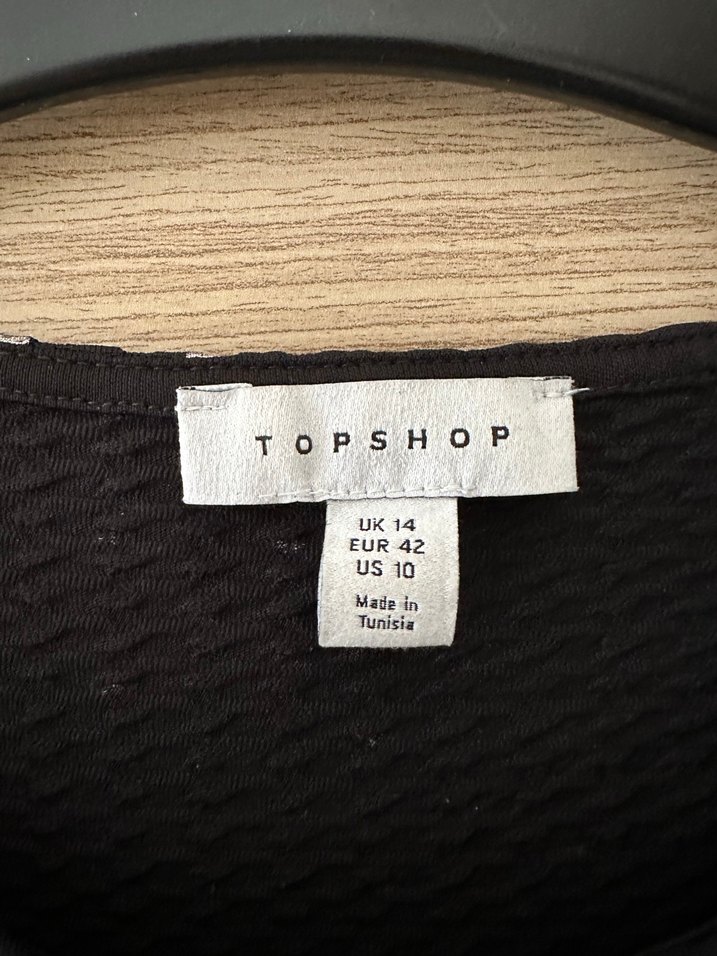 TOPSHOP
UK 14
EUR 42
US 10
Made in
Tunisia